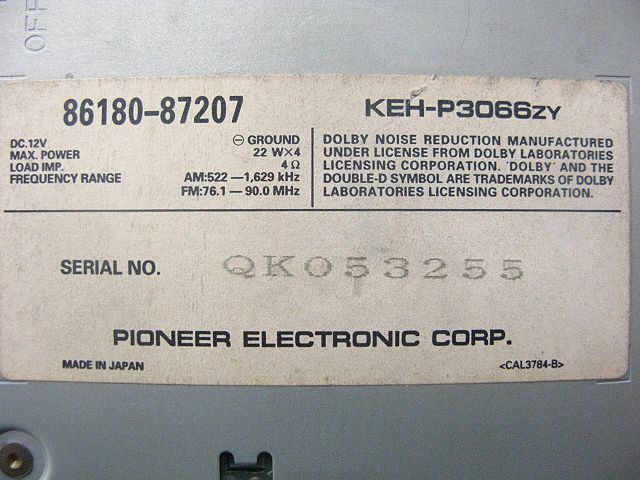 OFF
86180-87207
KEH-P3066ZY
DC.12V ⊖ GROUND
MAX. POWER 22 W×4
LOAD IMP. 4 Ω
FREQUENCY RANGE AM:522 —1,629 kHz
FM:76.1 — 90.0 MHz
DOLBY NOISE REDUCTION MANUFACTURED
UNDER LICENSE FROM DOLBY LABORATORIES
LICENSING CORPORATION. 'DOLBY' AND THE
DOUBLE-D SYMBOL ARE TRADEMARKS OF DOLBY
LABORATORIES LICENSING CORPORATION.
SERIAL NO. QK053255
PIONEER ELECTRONIC CORP.
MADE IN JAPAN
<CAL3784-B>